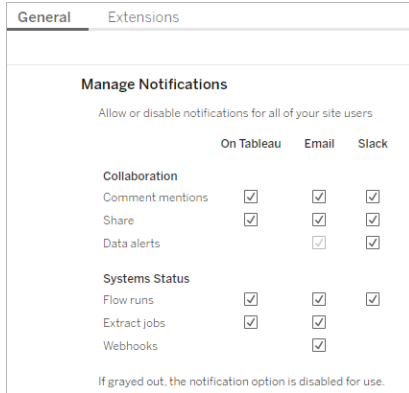 General Extensions
Manage Notifications
Allow or disable notifications for all of your site users
On Tableau Email Slack
Collaboration
Comment mentions
Share
Data alerts
Systems Status
Flow runs
Extract jobs
Webhooks
If grayed out, the notification option is disabled for use.